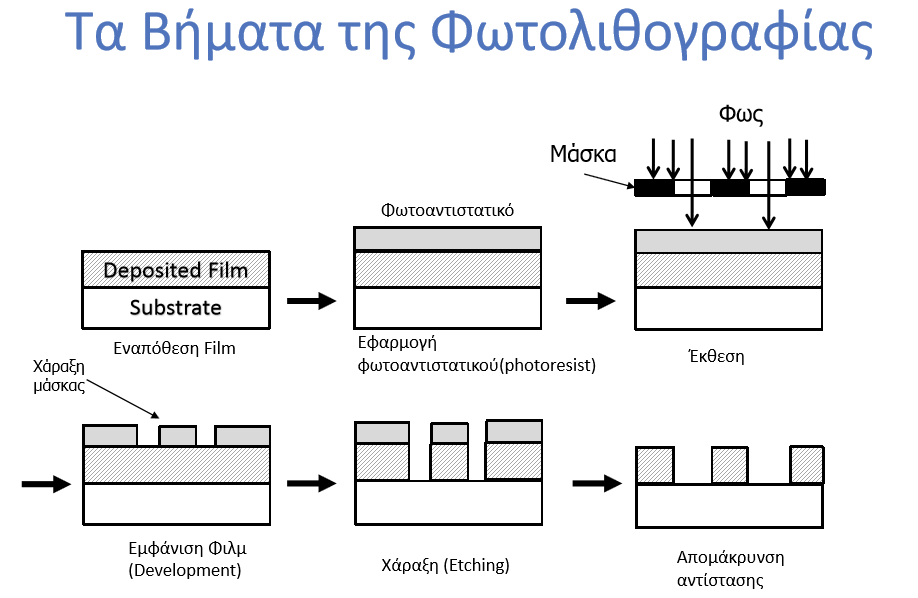 Τα Βήματα της Φωτολιθογραφίας
Φως
Μάσκα
Φωτοαντιστατικό
Deposited Film
Substrate
Εναπόθεση Film
Εφαρμογή
φωτοαντιστατικού(photoresist)
Έκθεση
Χάραξη
μάσκας
Εμφάνιση Φιλμ
(Development)
Χάραξη (Etching)
Απομάκρυνση
αντίστασης